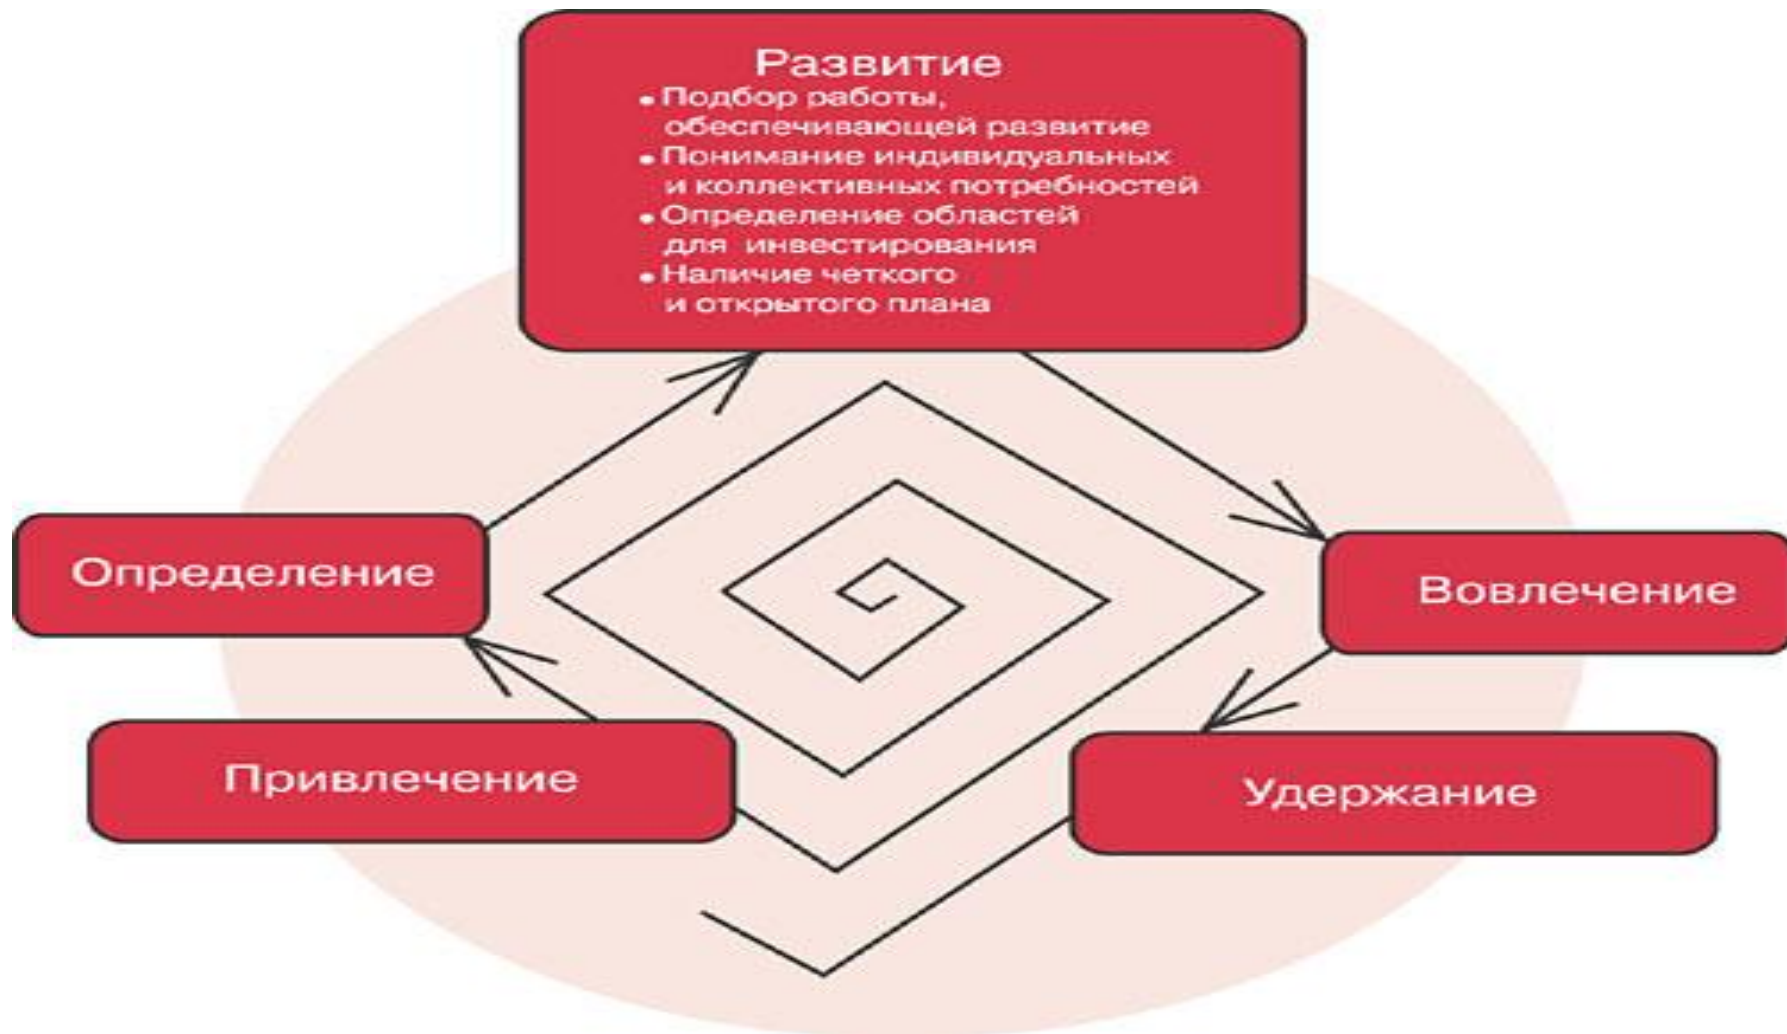 Развитие
• Подбор работы,
обеспечивающей развитие
• Понимание индивидуальных
и коллективных потребностей
• Определение областей
для инвестирования
• Наличие четкого
и открытого плана
Определение
Вовлечение
Привлечение
Удержание